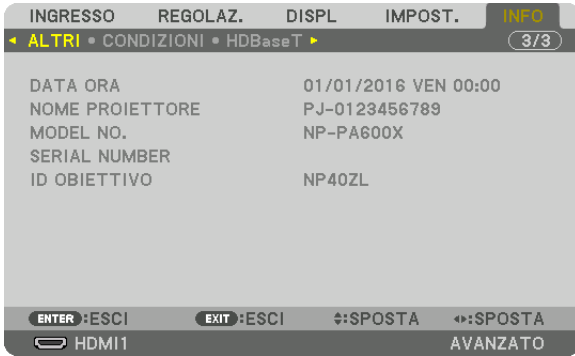 INGRESSO REGOLAZ. DISPL IMPOST. INFO
ALTRI • CONDIZIONI • HDBaseT 3/3
DATA ORA 01/01/2016 VEN 00:00
NOME PROIETTORE PJ-0123456789
MODEL NO. NP-PA600X
SERIAL NUMBER
ID OBIETTIVO NP40ZL
ENTER :ESCI EXIT :ESCI :SPOSTA :SPOSTA
HDMI1 AVANZATO